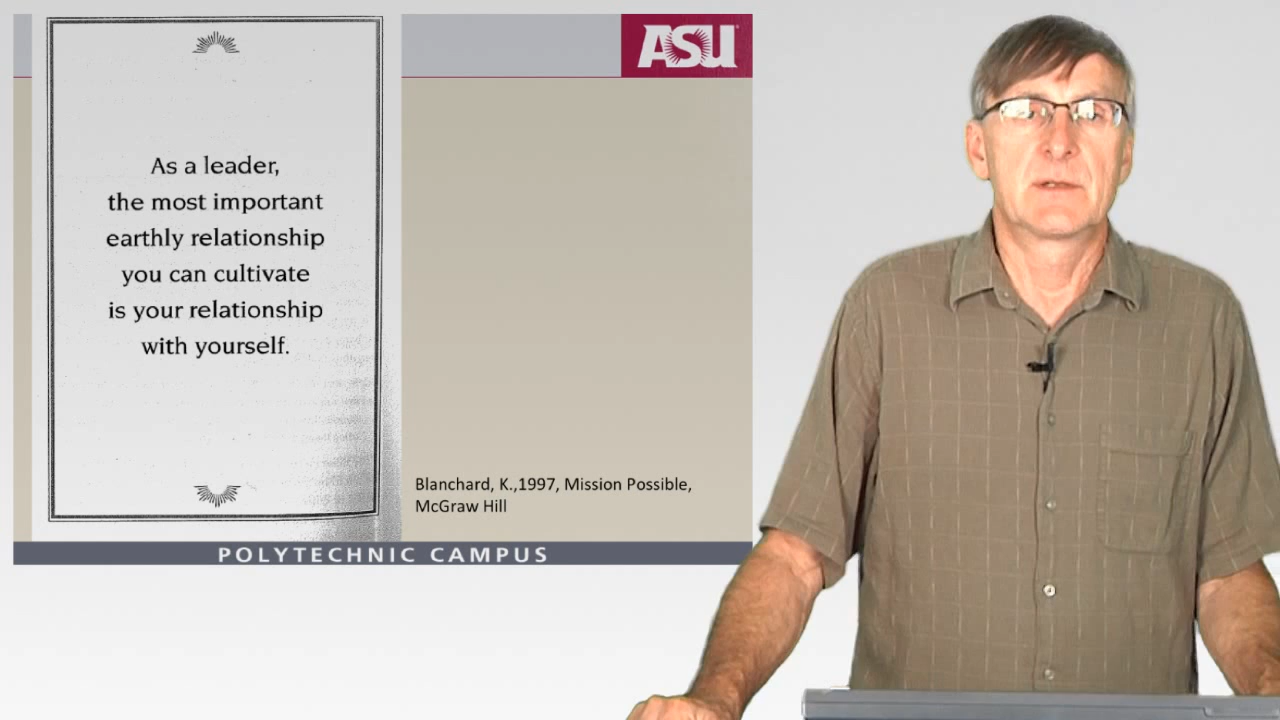 ASU
As a leader,
the most important
earthly relationship
you can cultivate
is your relationship
with yourself.
Blanchard, K.,1997, Mission Possible,
McGraw Hill
POLYTECHNIC CAMPUS